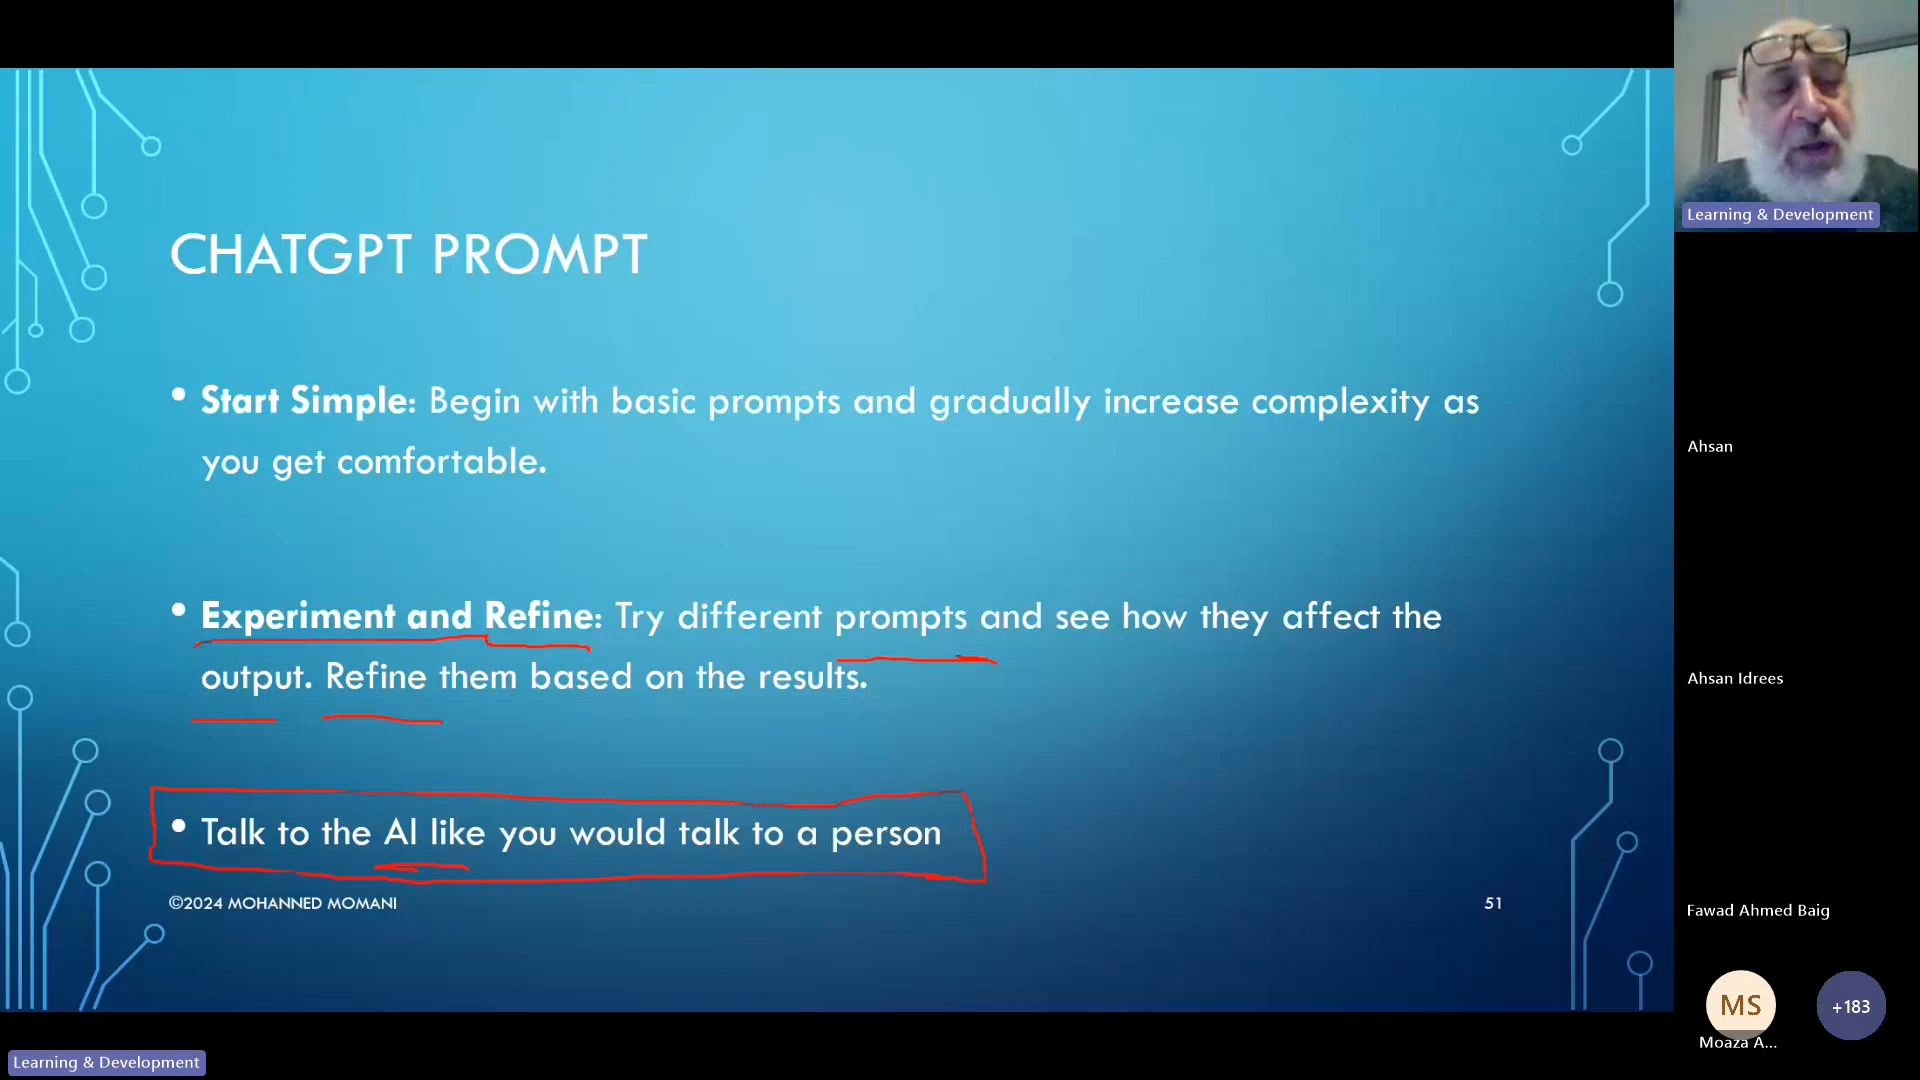 CHATGPT PROMPT
• Start Simple: Begin with basic prompts and gradually increase complexity as
you get comfortable.
• Experiment and Refine: Try different prompts and see how they affect the
output. Refine them based on the results.
• Talk to the AI like you would talk to a person
©2024 MOHANNED MOMANI
51
Learning & Development
Learning & Development
Ahsan
Ahsan Idrees
Fawad Ahmed Baig
MS
+183
Moaza A...